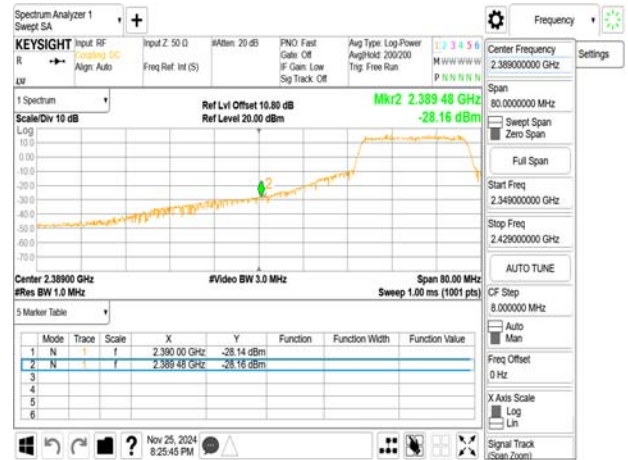 Spectrum Analyzer 1
Swept SA
+
Frequency
KEYSIGHT
R
Input: RF
Coupling: DC
Align: Auto
Input Z: 50 Ω
Freq Ref: Int (S)
#Atten: 20 dB
PNO: Fast
Gate: Off
IF Gain: Low
Sig Track: Off
Avg Type: Log-Power
Avg|Hold: 200/200
Trig: Free Run
1 2 3 4 5 6
M W W W W W
P N N N N N
1 Spectrum
Scale/Div 10 dB
Ref Lvl Offset 10.80 dB
Ref Level 20.00 dBm
Mkr2 2.389 48 GHz
-28.16 dBm
Log
10.0
0.00
-10.0
-20.0
-30.0
-40.0
-50.0
-60.0
-70.0
2
Center 2.38900 GHz
#Res BW 1.0 MHz
#Video BW 3.0 MHz
Span 80.00 MHz
Sweep 1.00 ms (1001 pts)
5 Marker Table
Mode Trace Scale X Y Function Function Width Function Value
1 N 1 f 2.390 00 GHz -28.14 dBm
2 N 1 f 2.389 48 GHz -28.16 dBm
3
4
5
6
Nov 25, 2024
8:25:45 PM
Center Frequency
2.389000000 GHz
Settings
Span
80.0000000 MHz
Swept Span
Zero Span
Full Span
Start Freq
2.349000000 GHz
Stop Freq
2.429000000 GHz
AUTO TUNE
CF Step
8.000000 MHz
Auto
Man
Freq Offset
0 Hz
X Axis Scale
Log
Lin
Signal Track
(Span Zoom)